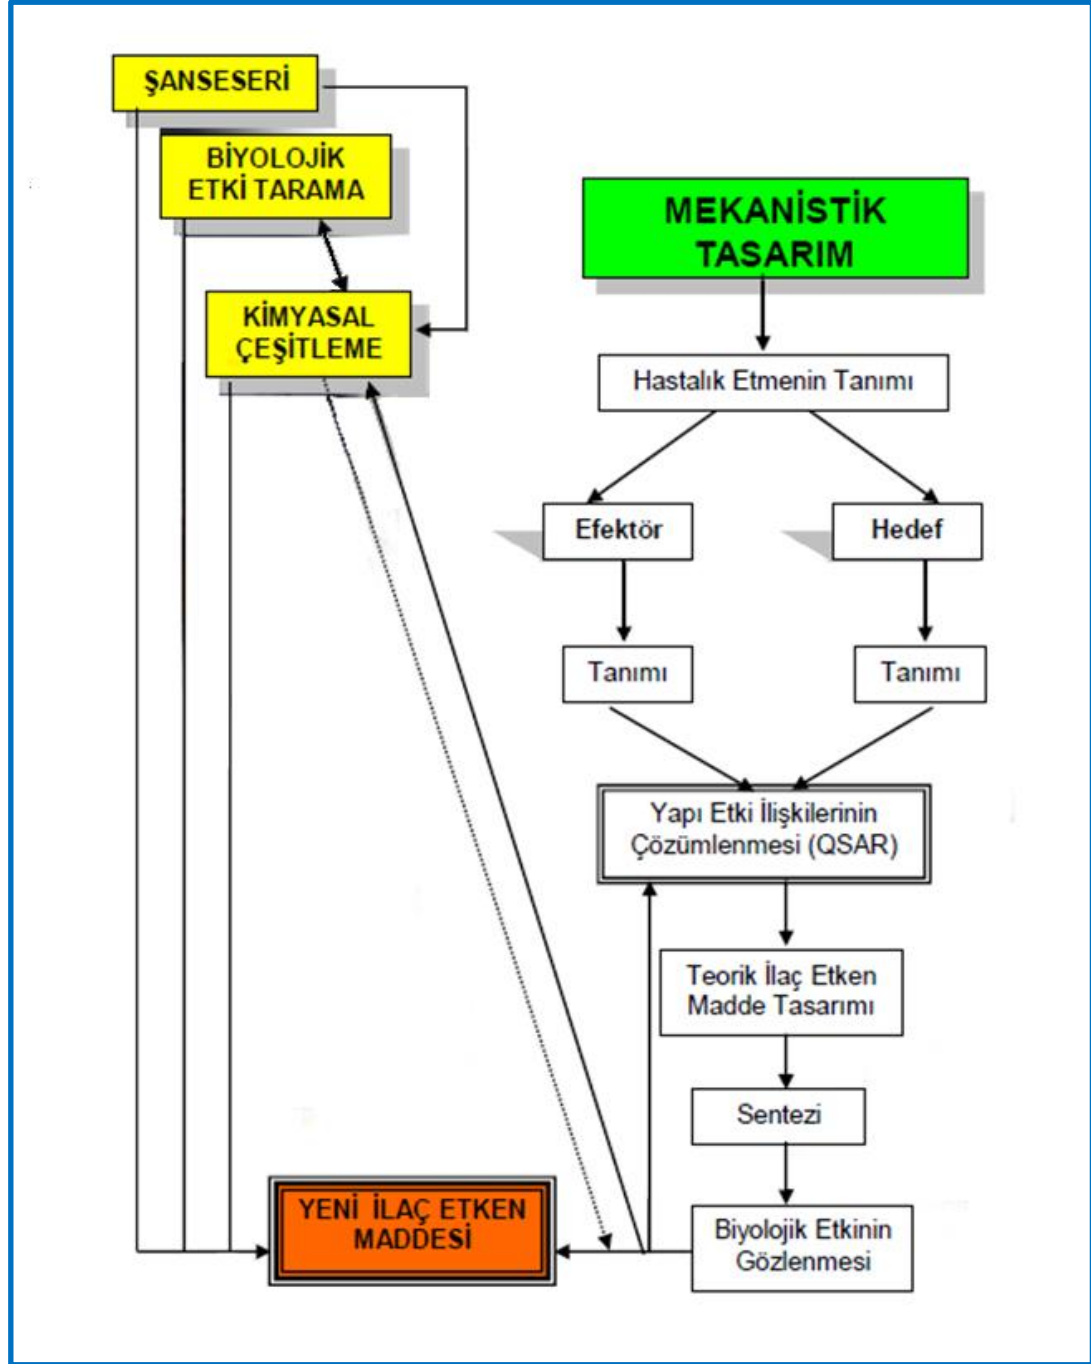 ŞANSESERİ
BİYOLOJİK
ETKİ TARAMA
KİMYASAL
ÇEŞİTLEME
MEKANİSTİK
TASARIM
Hastalık Etmenin Tanımı
Efektör
Hedef
Tanımı
Tanımı
Yapı Etki İlişkilerinin
Çözümlenmesi (QSAR)
Teorik İlaç Etken
Madde Tasarımı
Sentezi
Biyolojik Etkinin
Gözlenmesi
YENİ İLAÇ ETKEN
MADDESİ